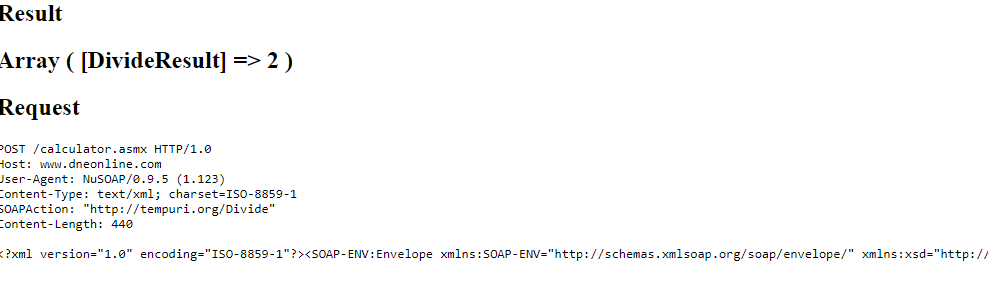 Result
Array ( [DivideResult] => 2 )
Request
POST /calculator.asmx HTTP/1.0
Host: www.dneonline.com
User-Agent: NuSOAP/0.9.5 (1.123)
Content-Type: text/xml; charset=ISO-8859-1
SOAPAction: "http://tempuri.org/Divide"
Content-Length: 440
<?xml version="1.0" encoding="ISO-8859-1"?><SOAP-ENV:Envelope xmlns:SOAP-ENV="http://schemas.xmlsoap.org/soap/envelope/" xmlns:xsd="http://